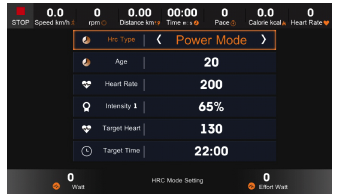 0.0 0 0.0 00:00 0 0.0 0
STOP Speed km/h rpm Distance km Time Pace Calorie kcal Heart Rate
Hrc Type Power Mode
Age 20
Heart Rate 200
Intensity 1 65%
Target Heart 130
Target Time 22:00
0 HRC Mode Setting 0
Watt Effort Watt